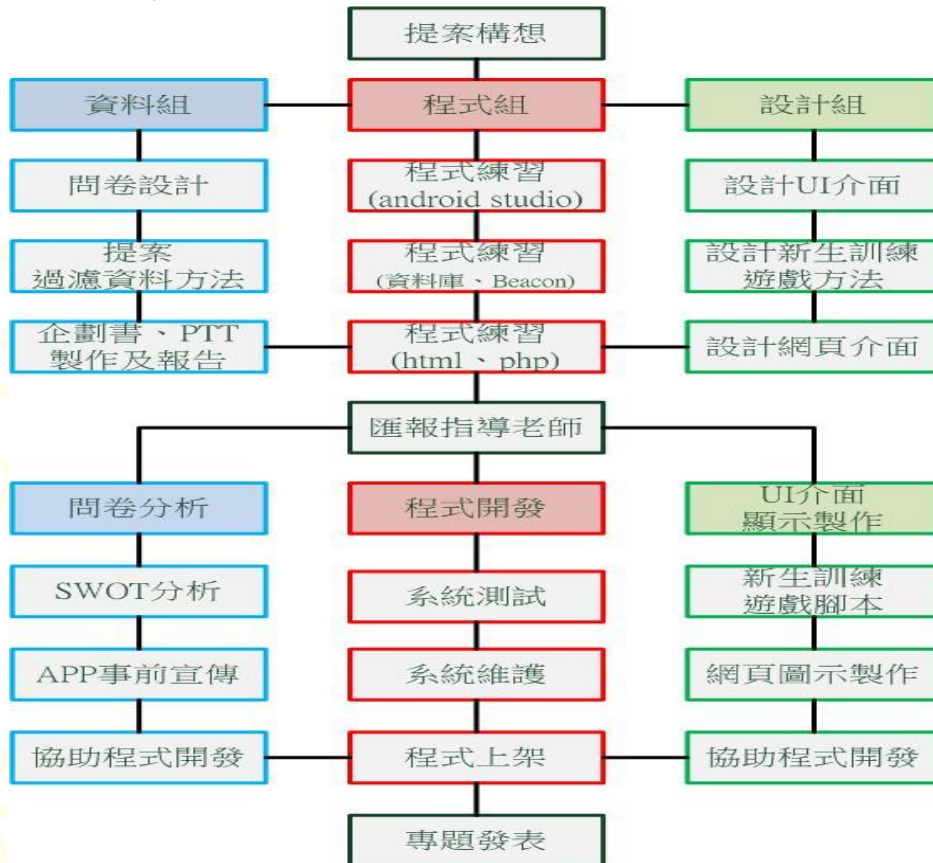 提案構想
資料組
程式組
設計組
問卷設計
程式練習
(android studio)
設計UI介面
提案
過濾資料方法
程式練習
(資料庫、Beacon)
設計新生訓練
遊戲方法
企劃書、PTT
製作及報告
程式練習
(html、php)
設計網頁介面
匯報指導老師
問卷分析
程式開發
UI介面
顯示製作
SWOT分析
系統測試
新生訓練
遊戲腳本
APP事前宣傳
系統維護
網頁圖示製作
協助程式開發
程式上架
協助程式開發
專題發表